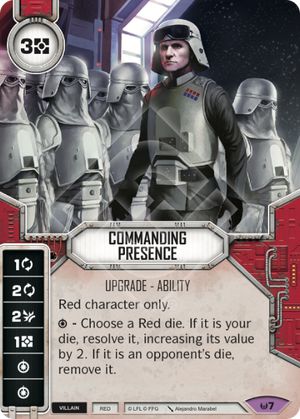 3
COMMANDING
PRESENCE
UPGRADE - ABILITY
Red character only.
- Choose a Red die. If it is your
die, resolve it, increasing its value
by 2. If it is an opponent's die,
remove it.
1
2
2
1
VILLAIN
RED
© LFL © FFG
Alejandro Mirabel
7